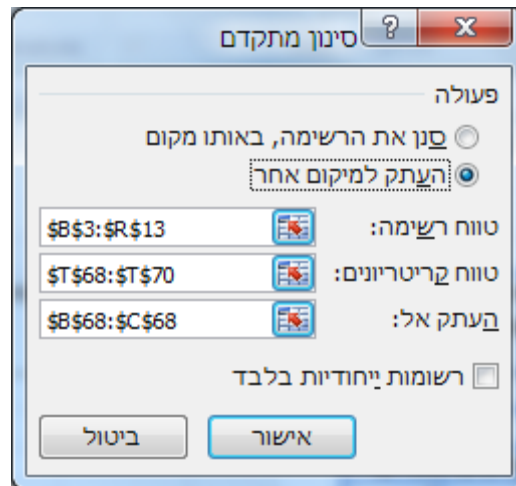 סינון מתקדם
פעולה
סנן את הרשימה, באותו מקום
העתק למיקום אחר
טווח רשימה: $B$3:$R$13
טווח קריטריונים: $T$68:$T$70
העתק אל: $B$68:$C$68
רשומות ייחודיות בלבד
אישור ביטול